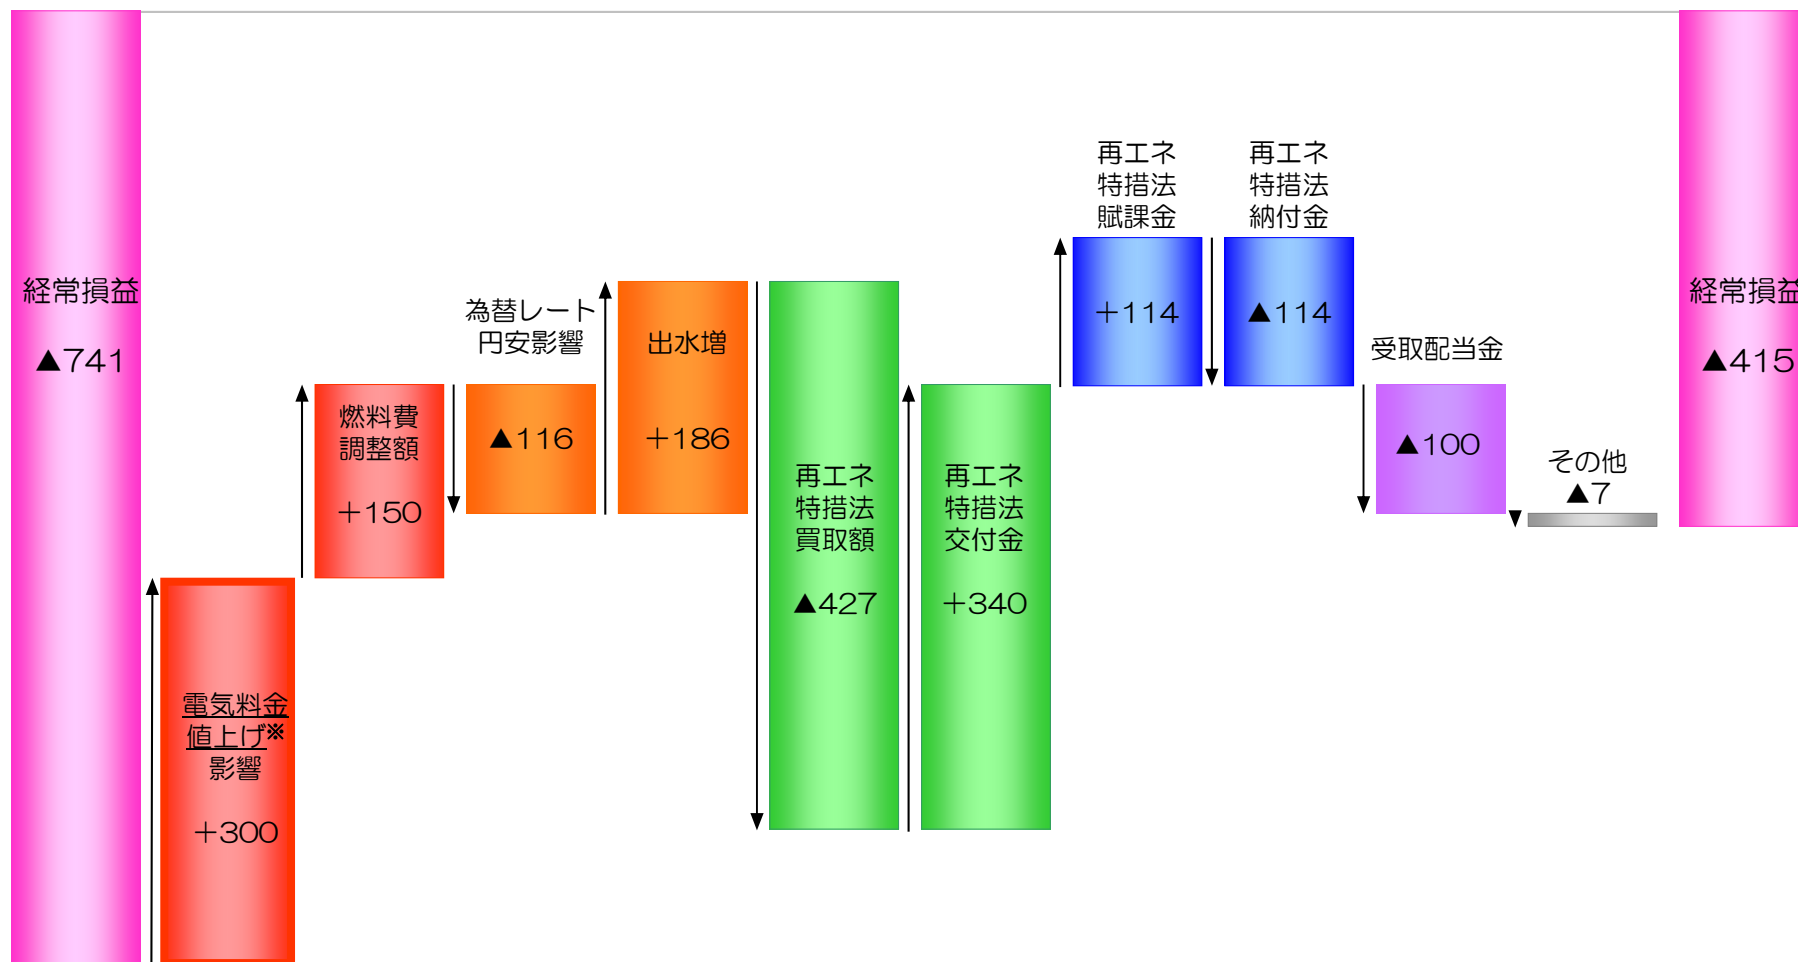 経常損益
▲741
電気料金
値上げ※
影響
+300
燃料費
調整額
+150
為替レート
円安影響
▲116
出水増
+186
再エネ
特措法
買取額
▲427
再エネ
特措法
交付金
+340
再エネ
特措法
賦課金
+114
再エネ
特措法
納付金
▲114
受取配当金
▲100
その他
▲7
経常損益
▲415